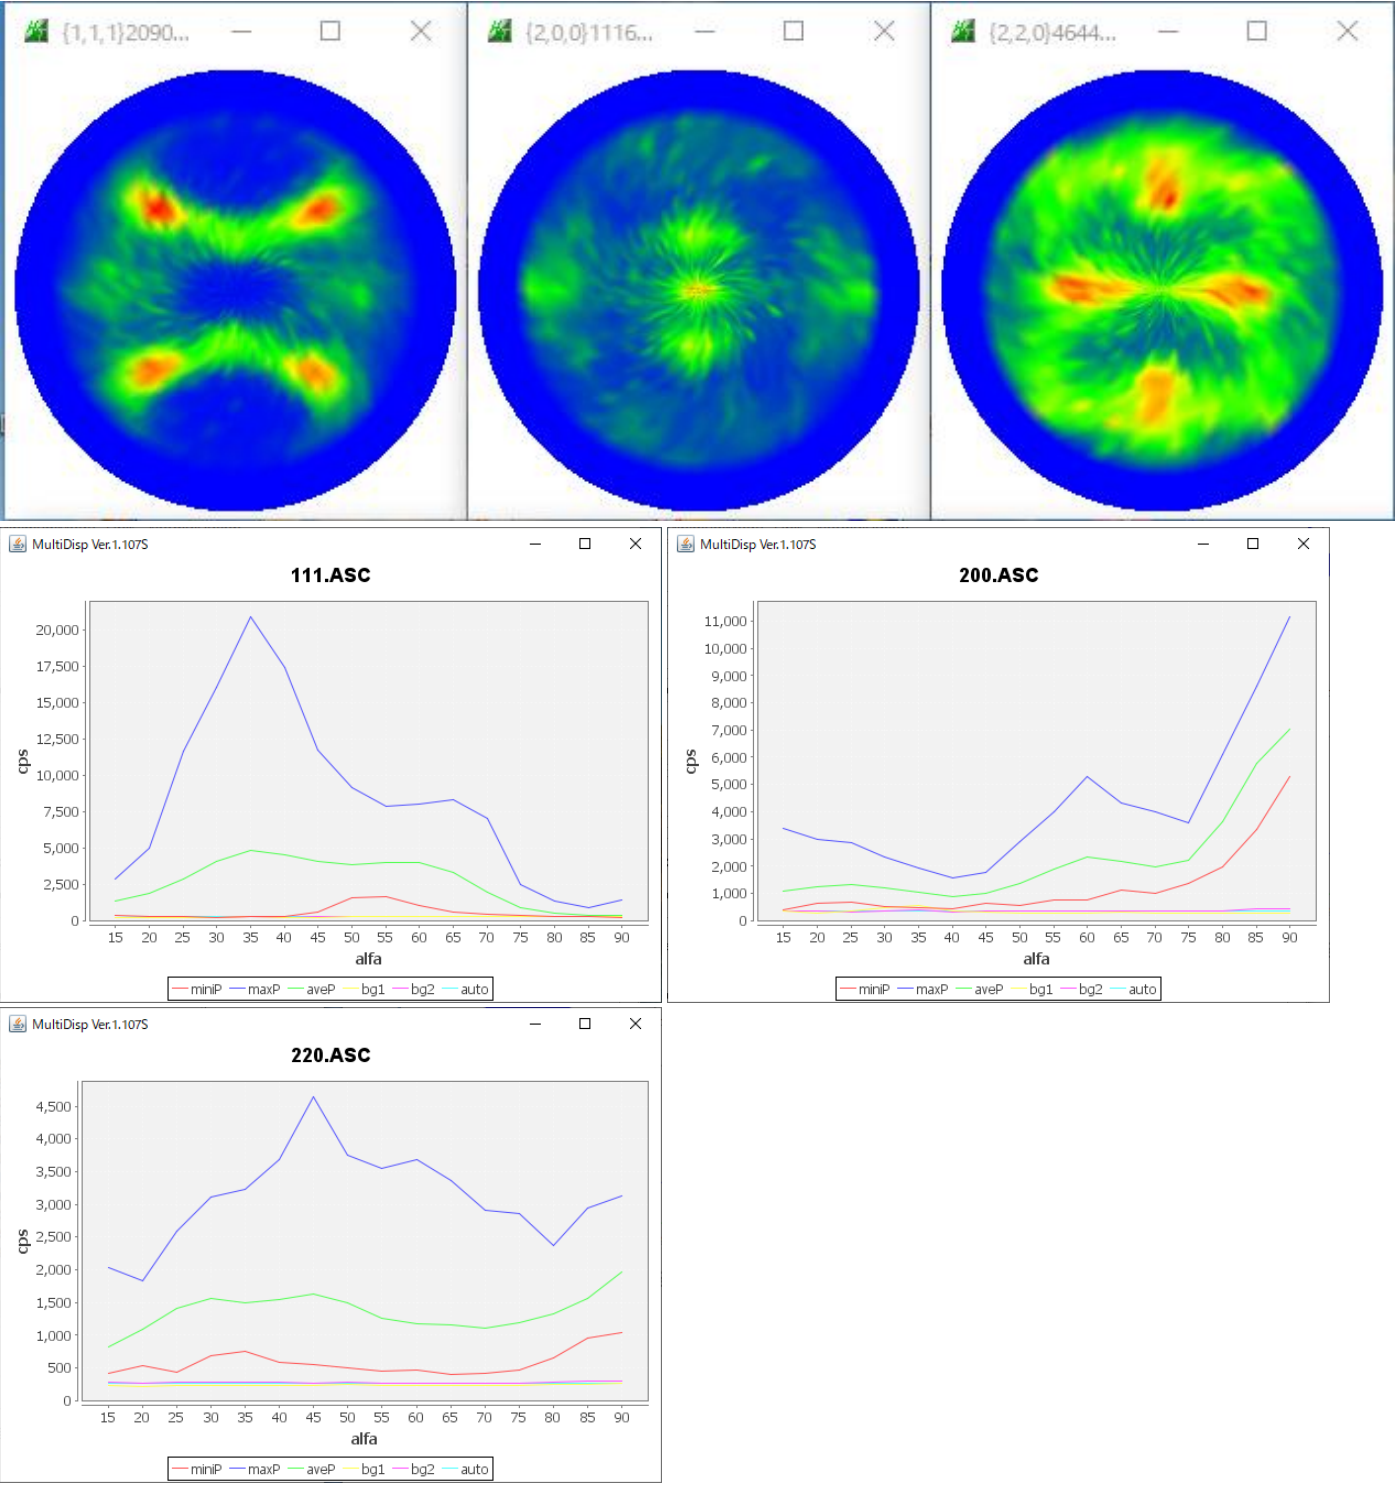 {1,1,1}2090...
{2,0,0}1116...
{2,2,0}4644...
MultiDisp Ver.1.107S
111.ASC
cps
20,000
17,500
15,000
12,500
10,000
7,500
5,000
2,500
0
15 20 25 30 35 40 45 50 55 60 65 70 75 80 85 90
alfa
miniP maxP aveP bg1 bg2 auto
MultiDisp Ver.1.107S
200.ASC
cps
11,000
10,000
9,000
8,000
7,000
6,000
5,000
4,000
3,000
2,000
1,000
0
15 20 25 30 35 40 45 50 55 60 65 70 75 80 85 90
alfa
miniP maxP aveP bg1 bg2 auto
MultiDisp Ver.1.107S
220.ASC
cps
4,500
4,000
3,500
3,000
2,500
2,000
1,500
1,000
500
0
15 20 25 30 35 40 45 50 55 60 65 70 75 80 85 90
alfa
miniP maxP aveP bg1 bg2 auto